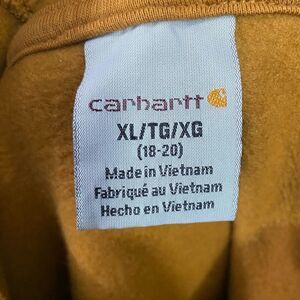 carhartt
XL/TG/XG
(18-20)
Made in Vietnam
Fabriqué au Vietnam
Hecho en Vietnam